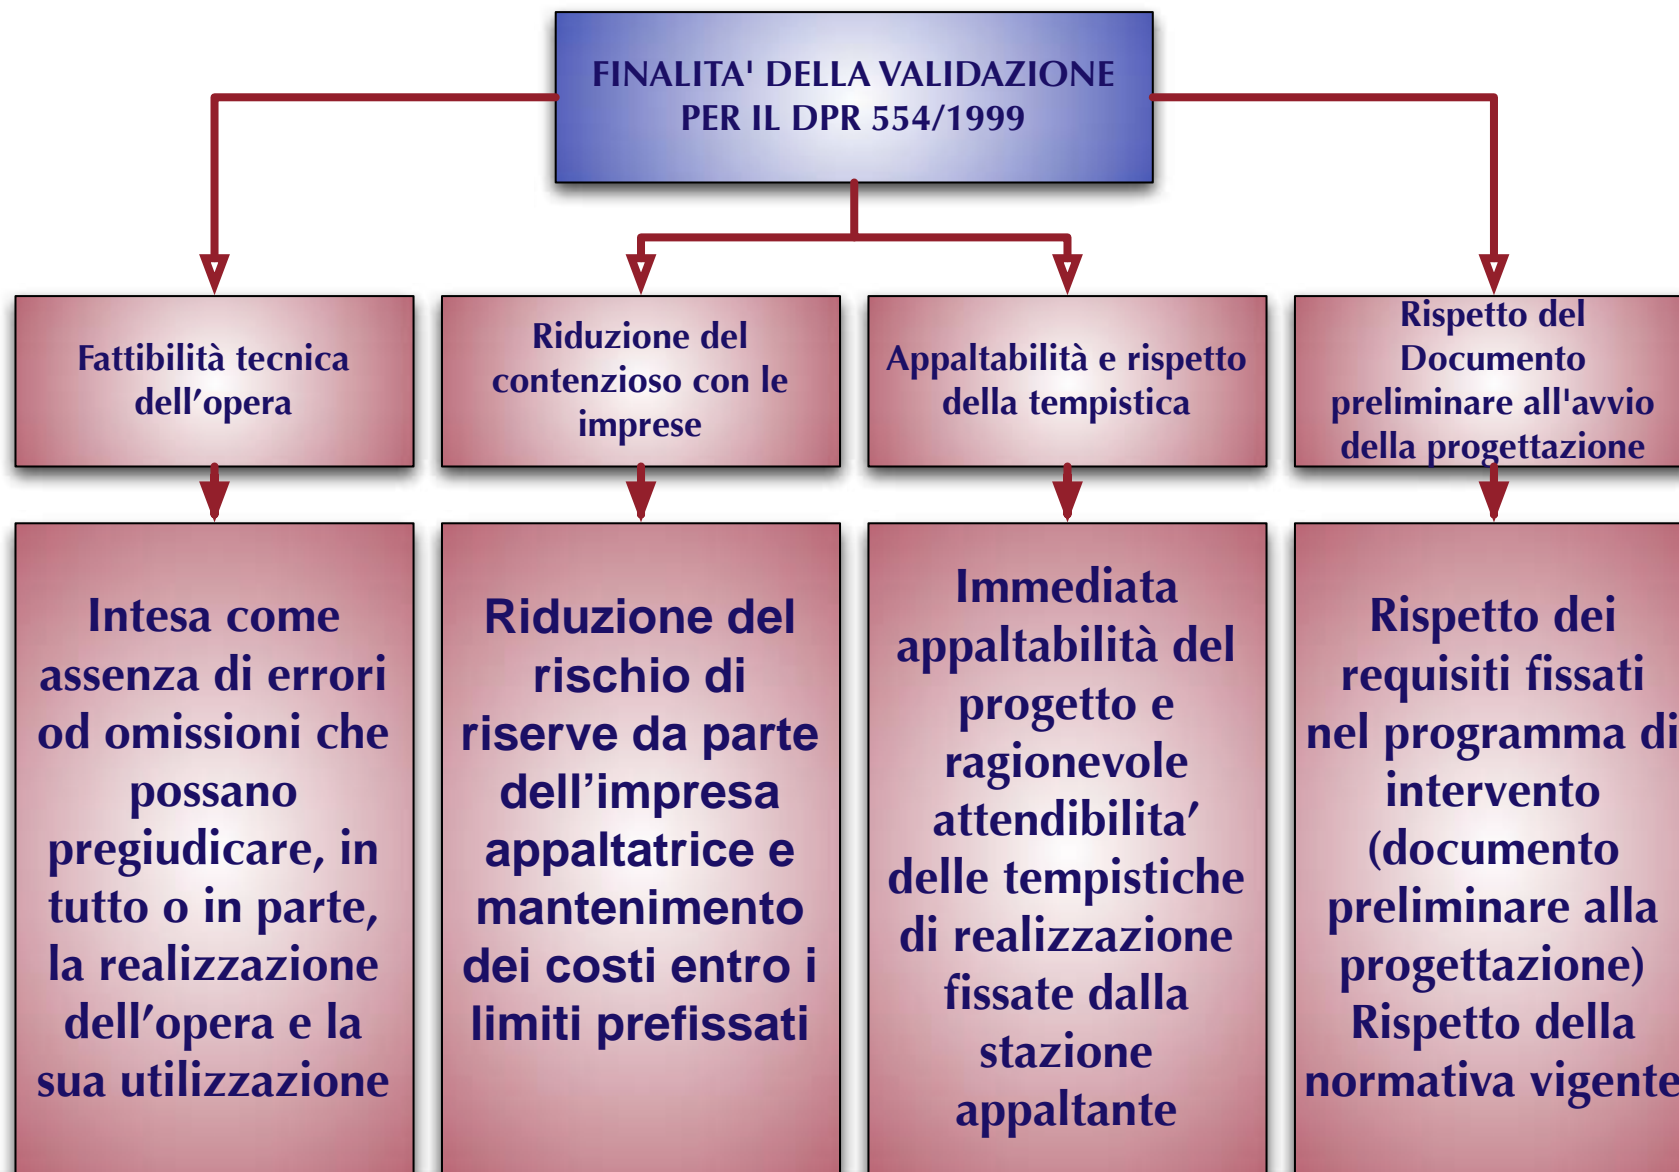 FINALITA' DELLA VALIDAZIONE
PER IL DPR 554/1999
Fattibilità tecnica
dell’opera
Riduzione del
contenzioso con le
imprese
Appaltabilità e rispetto
della tempistica
Rispetto del
Documento
preliminare all'avvio
della progettazione
Intesa come
assenza di errori
od omissioni che
possano
pregiudicare, in
tutto o in parte,
la realizzazione
dell’opera e la
sua utilizzazione
Riduzione del
rischio di
riserve da parte
dell’impresa
appaltatrice e
mantenimento
dei costi entro i
limiti prefissati
Immediata
appaltabilità del
progetto e
ragionevole
attendibilita’
delle tempistiche
di realizzazione
fissate dalla
stazione
appaltante
Rispetto dei
requisiti fissati
nel programma di
intervento
(documento
preliminare alla
progettazione)
Rispetto della
normativa vigente